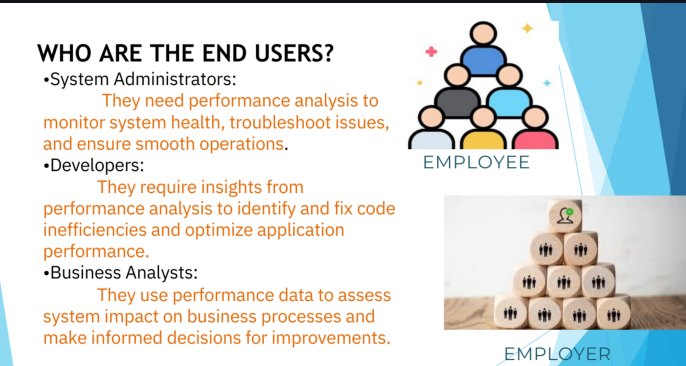 WHO ARE THE END USERS?
•System Administrators:
They need performance analysis to
monitor system health, troubleshoot issues,
and ensure smooth operations.
•Developers:
They require insights from
performance analysis to identify and fix code
inefficiencies and optimize application
performance.
•Business Analysts:
They use performance data to assess
system impact on business processes and
make informed decisions for improvements.
EMPLOYEE
EMPLOYER